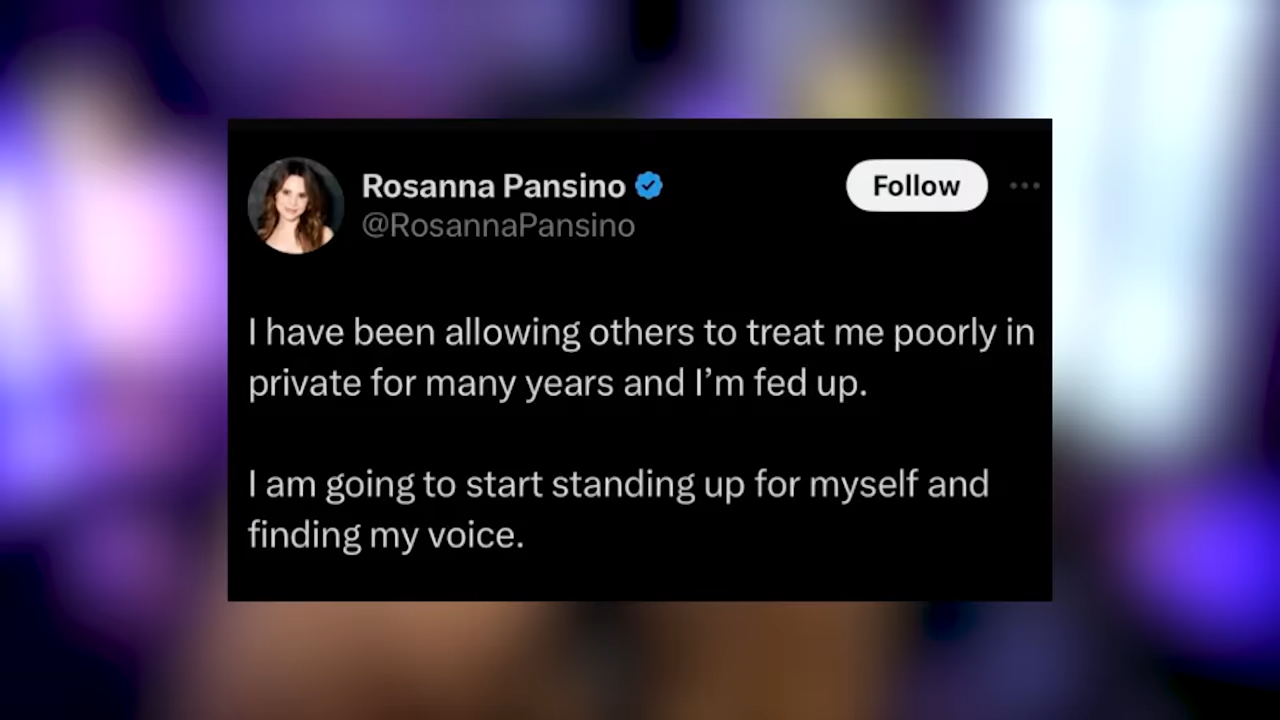 Rosanna Pansino
Follow
@RosannaPansino
I have been allowing others to treat me poorly in
private for many years and I’m fed up.
I am going to start standing up for myself and
finding my voice.